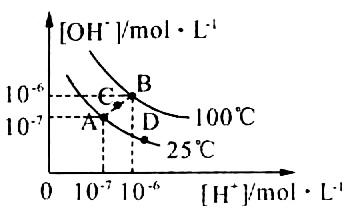 [OH⁻]/mol·L⁻¹
10⁻⁶
C B
10⁻⁷
A D 100℃
25℃
0 10⁻⁷ 10⁻⁶ [H⁺]/mol·L⁻¹